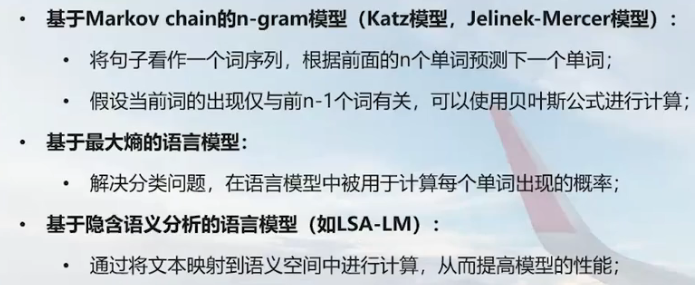 • 基于Markov chain的n-gram模型（Katz模型，Jelinek-Mercer模型）:
• 将句子看作一个词序列，根据前面的n个单词预测下一个单词；
• 假设当前词的出现仅与前n-1个词有关，可以使用贝叶斯公式进行计算；
• 基于最大熵的语言模型:
• 解决分类问题，在语言模型中被用于计算每个单词出现的概率；
• 基于隐含语义分析的语言模型（如LSA-LM）:
• 通过将文本映射到语义空间中进行计算，从而提高模型的性能；